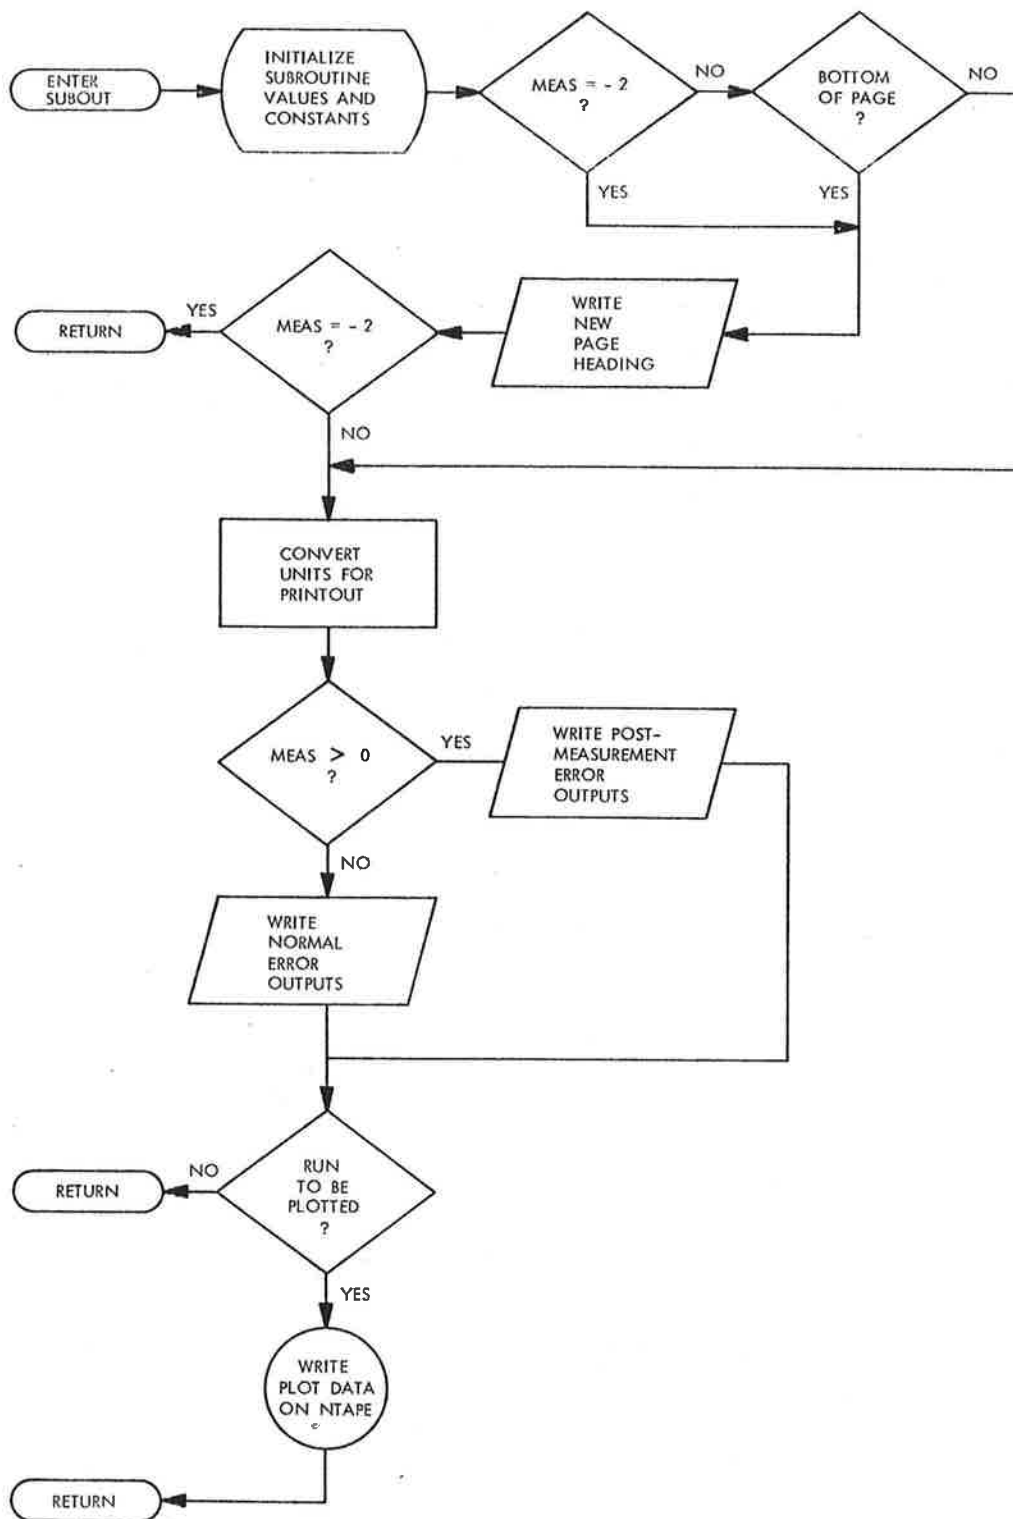 ENTER
SUBOUT
INITIALIZE
SUBROUTINE
VALUES AND
CONSTANTS
MEAS = - 2
?
NO
YES
BOTTOM
OF PAGE
?
NO
YES
WRITE
NEW
PAGE
HEADING
MEAS = - 2
?
YES
RETURN
NO
CONVERT
UNITS FOR
PRINTOUT
MEAS > 0
?
YES
WRITE POST-
MEASUREMENT
ERROR
OUTPUTS
NO
WRITE
NORMAL
ERROR
OUTPUTS
RUN
TO BE
PLOTTED
?
NO
RETURN
YES
WRITE
PLOT DATA
ON NTAPE
RETURN